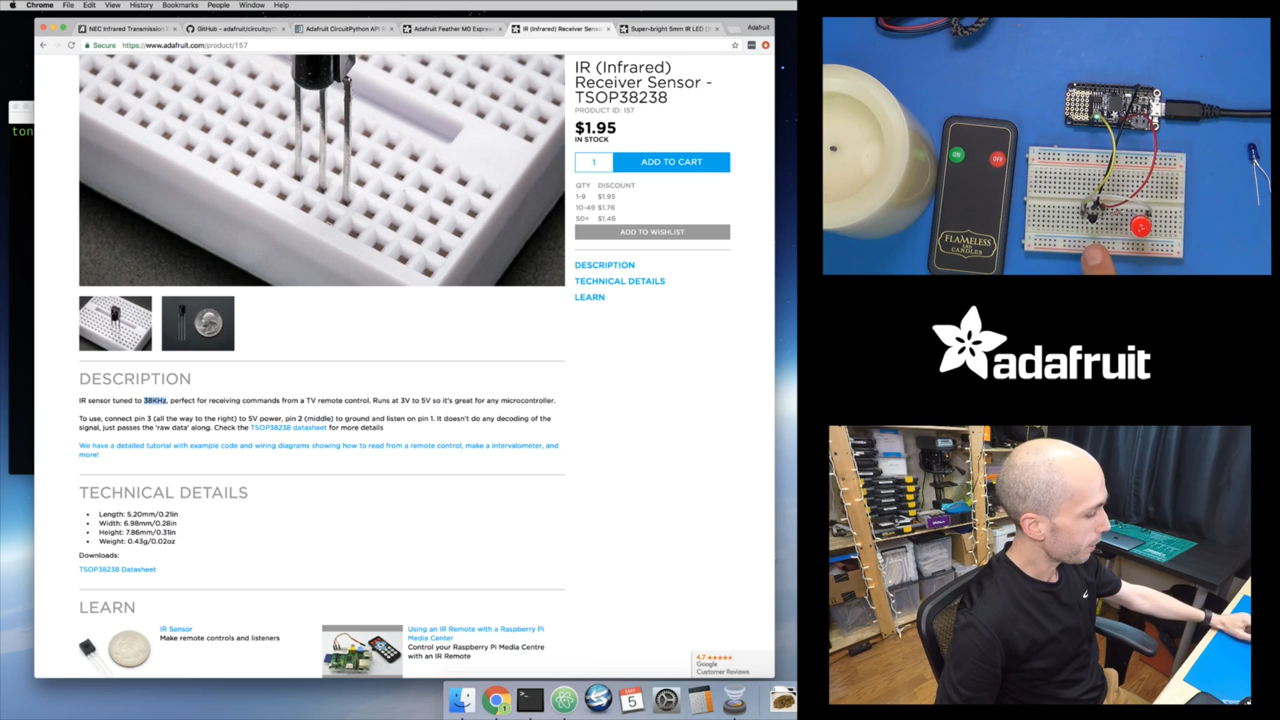 Chrome File Edit View History Bookmarks People Window Help
NEC Infrared Transmission
GitHub - adafruit/circuitpy
Adafruit CircuitPython API
Adafruit Feather M0 Expres
IR (Infrared) Receiver Senso
Super-bright 5mm IR LED
Adafruit
Secure https://www.adafruit.com/product/157
ton
IR (Infrared)
Receiver Sensor -
TSOP38238
PRODUCT ID: 157
$1.95
IN STOCK
1 ADD TO CART
QTY DISCOUNT
1-9 $1.95
10-49 $1.76
50+ $1.46
ADD TO WISHLIST
DESCRIPTION
TECHNICAL DETAILS
LEARN
DESCRIPTION
IR sensor tuned to 38KHz, perfect for receiving commands from a TV remote control. Runs at 3V to 5V so it's great for any microcontroller.
To use, connect pin 3 (all the way to the right) to 5V power, pin 2 (middle) to ground and listen on pin 1. It doesn't do any decoding of the
signal, just passes the 'raw data' along. Check the TSOP38238 datasheet for more details
We have a detailed tutorial with example code and wiring diagrams showing how to read from a remote control, make a intervalometer, and
more!
TECHNICAL DETAILS
• Length: 5.20mm/0.21in
• Width: 6.98mm/0.28in
• Height: 7.86mm/0.31in
• Weight: 0.43g/0.02oz
Downloads:
TSOP38238 Datasheet
LEARN
IR Sensor
Make remote controls and listeners
Using an IR Remote with a Raspberry Pi
Media Center
Control your Raspberry Pi Media Centre
with an IR Remote
4.7 ★★★★★
Google
Customer Reviews
5
ON
OFF
FLAMELESS
LED
CANDLES
adafruit